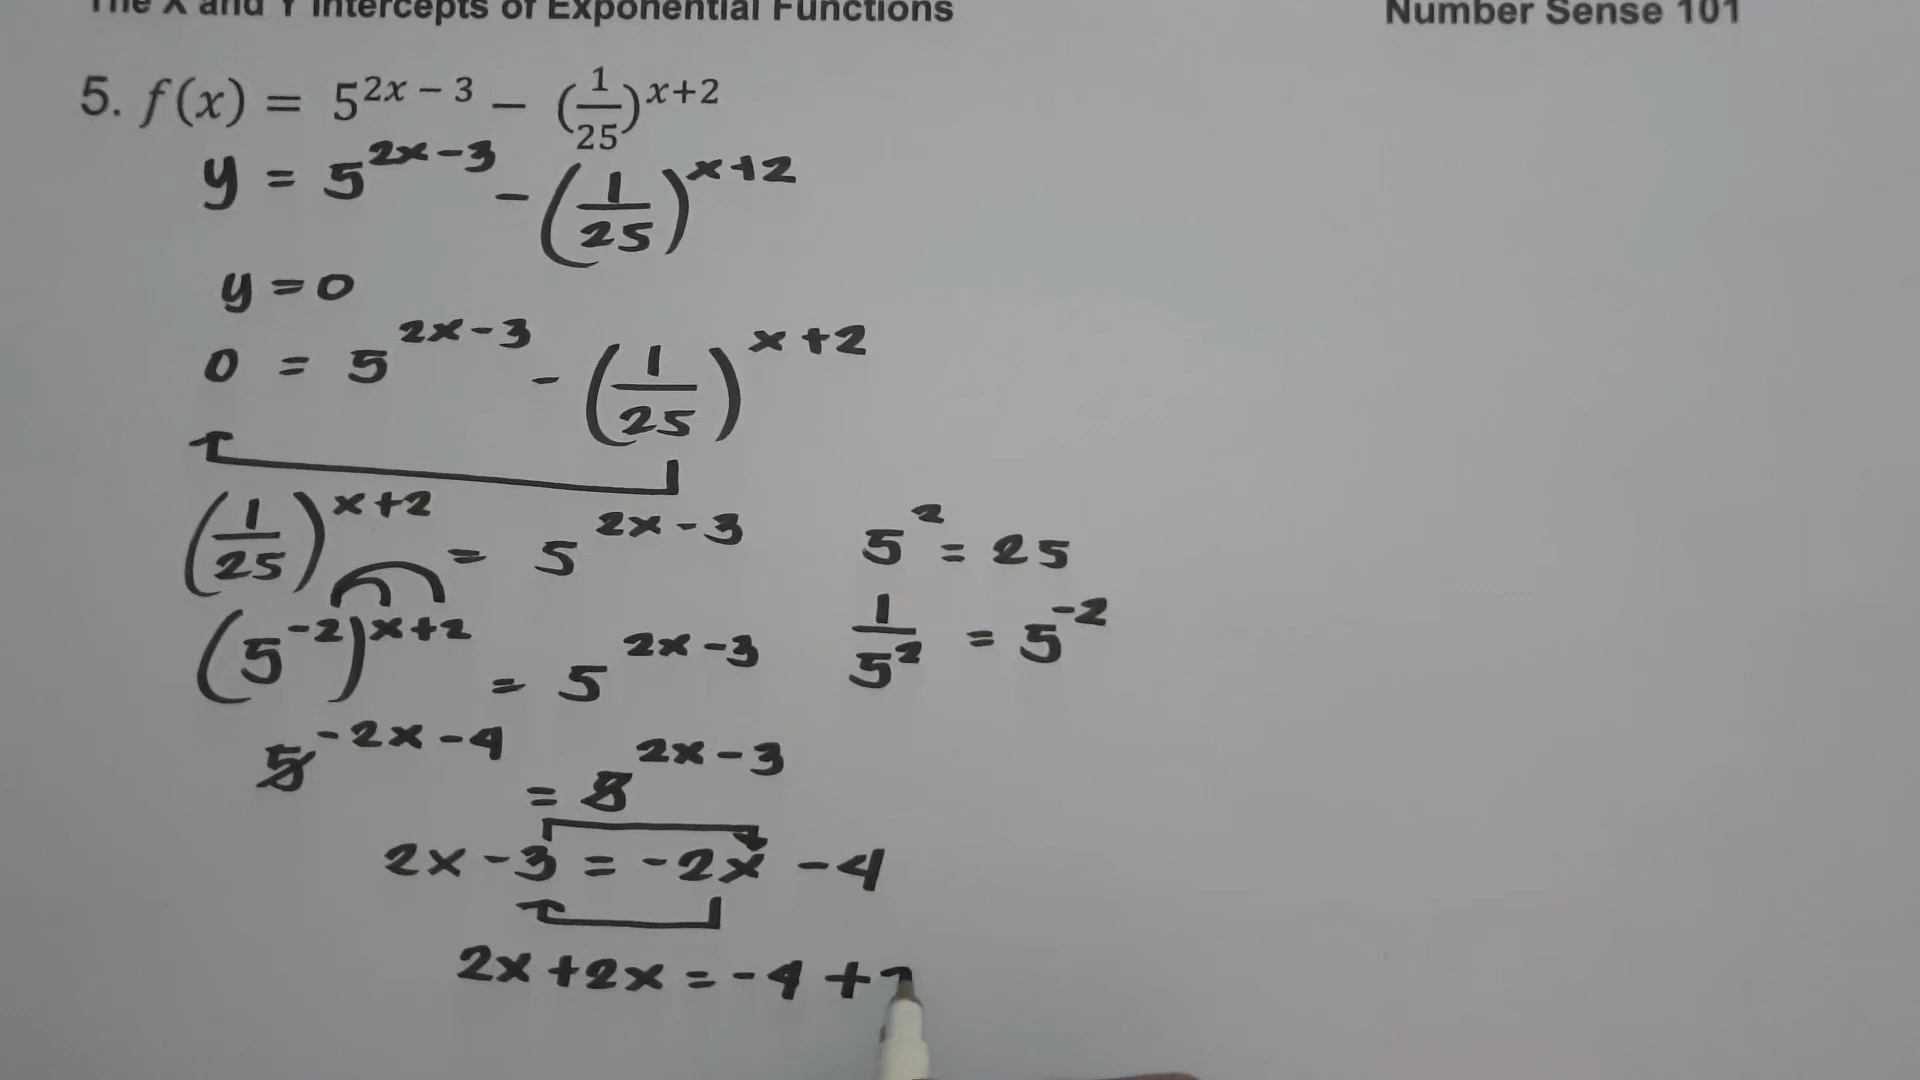 The X and Y Intercepts of Exponential Functions Number Sense 101
5. f(x) = 5^{2x – 3} – (1/25)^{x+2}
y = 5^{2x-3} - (1/25)^{x+2}
y = 0
0 = 5^{2x-3} - (1/25)^{x+2}
(1/25)^{x+2} = 5^{2x-3}
5^2 = 25
(5^{-2})^{x+2} = 5^{2x-3}
1/5^2 = 5^{-2}
5^{-2x-4} = 5^{2x-3}
2x - 3 = -2x - 4
2x + 2x = -4 +